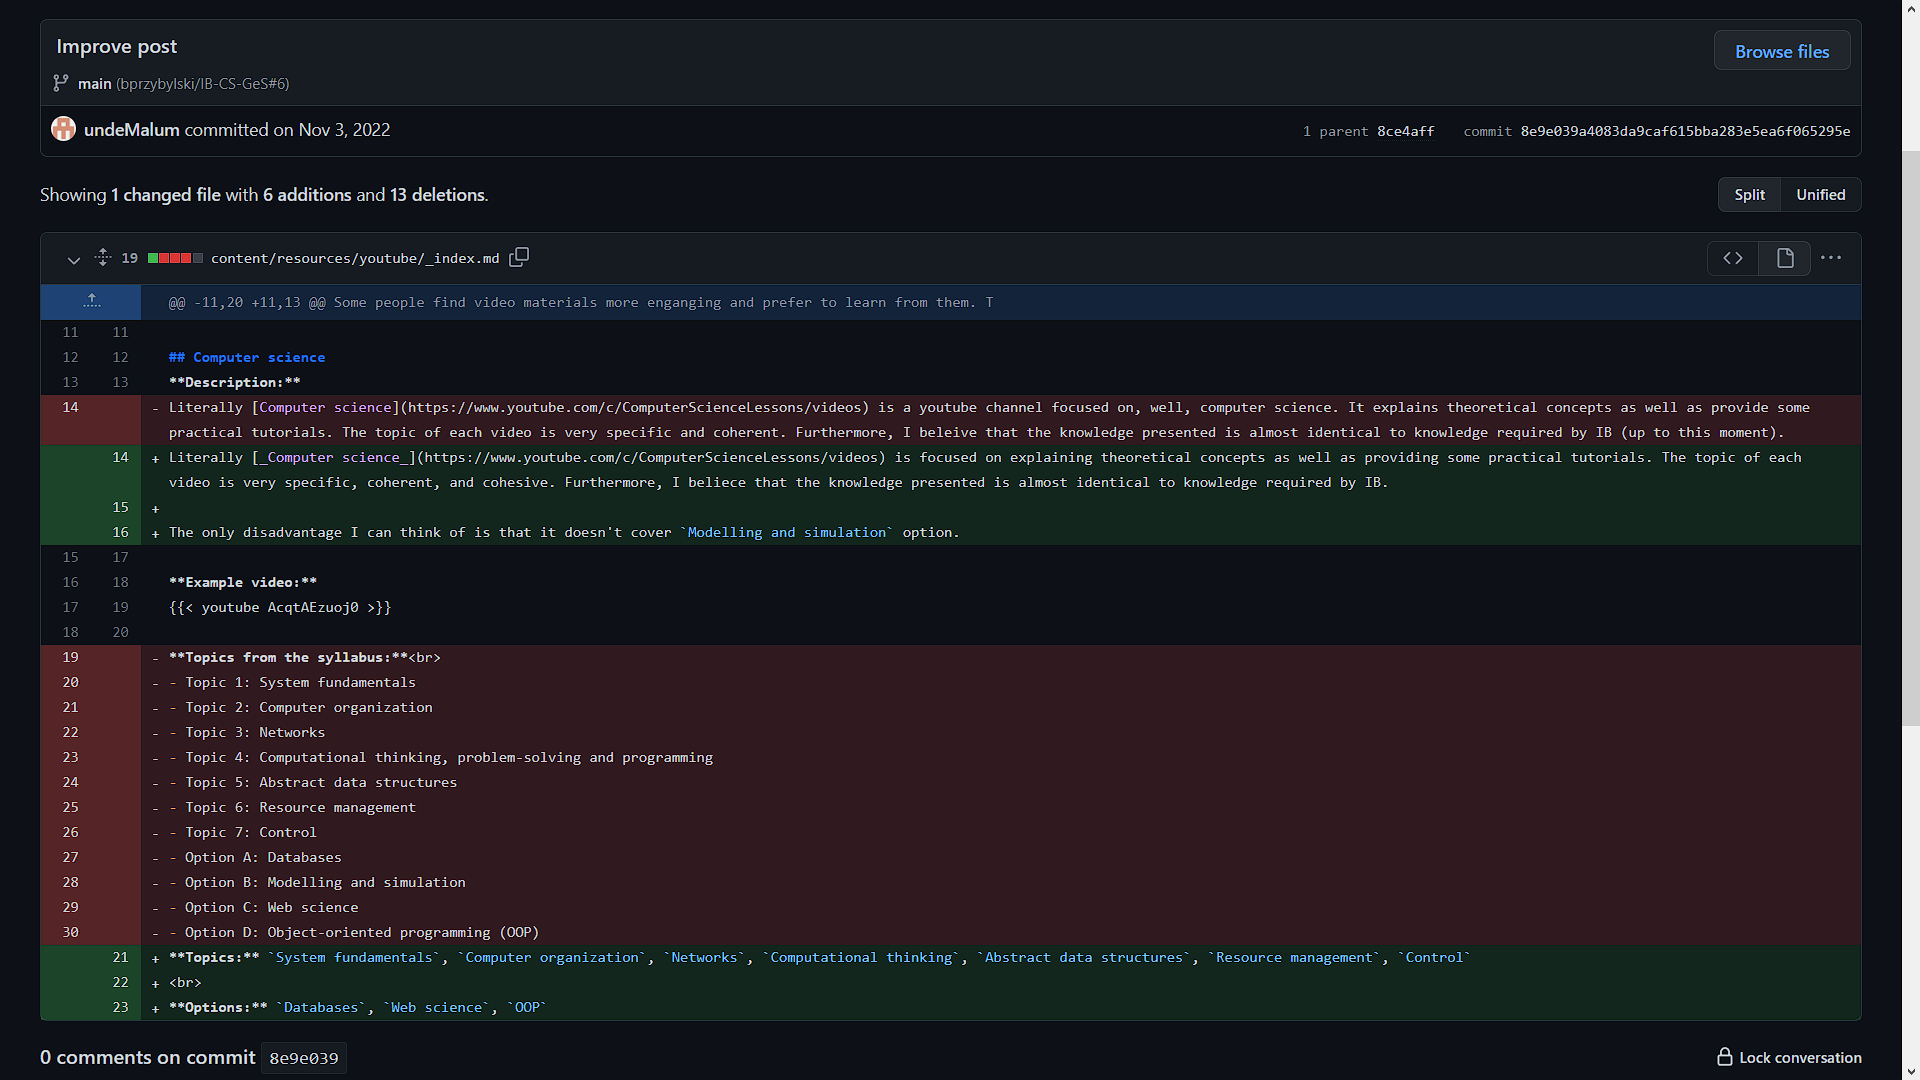 Improve post
Browse files
main (bprzybylski/IB-CS-GeS#6)
undeMalum committed on Nov 3, 2022
1 parent 8ce4aff commit 8e9e039a4083da9caf615bba283e5ea6f065295e
Showing 1 changed file with 6 additions and 13 deletions.
Split Unified
19 content/resources/youtube/_index.md
@@ -11,20 +11,13 @@ Some people find video materials more enganging and prefer to learn from them. T
11 11
12 12 ## Computer science
13 13 **Description:**
14 - Literally [Computer science](https://www.youtube.com/c/ComputerScienceLessons/videos) is a youtube channel focused on, well, computer science. It explains theoretical concepts as well as provide some
practical tutorials. The topic of each video is very specific and coherent. Furthermore, I beleive that the knowledge presented is almost identical to knowledge required by IB (up to this moment).
14 + Literally [_Computer science_](https://www.youtube.com/c/ComputerScienceLessons/videos) is focused on explaining theoretical concepts as well as providing some practical tutorials. The topic of each
video is very specific, coherent, and cohesive. Furthermore, I beliece that the knowledge presented is almost identical to knowledge required by IB.
15 +
16 + The only disadvantage I can think of is that it doesn't cover `Modelling and simulation` option.
15 17
16 18 **Example video:**
17 19 {{< youtube AcqtAEzuoj0 >}}
18 20
19 - **Topics from the syllabus:**<br>
20 - - Topic 1: System fundamentals
21 - - Topic 2: Computer organization
22 - - Topic 3: Networks
23 - - Topic 4: Computational thinking, problem-solving and programming
24 - - Topic 5: Abstract data structures
25 - - Topic 6: Resource management
26 - - Topic 7: Control
27 - - Option A: Databases
28 - - Option B: Modelling and simulation
29 - - Option C: Web science
30 - - Option D: Object-oriented programming (OOP)
21 + **Topics:** `System fundamentals`, `Computer organization`, `Networks`, `Computational thinking`, `Abstract data structures`, `Resource management`, `Control`
22 + <br>
23 + **Options:** `Databases`, `Web science`, `OOP`
0 comments on commit 8e9e039
Lock conversation